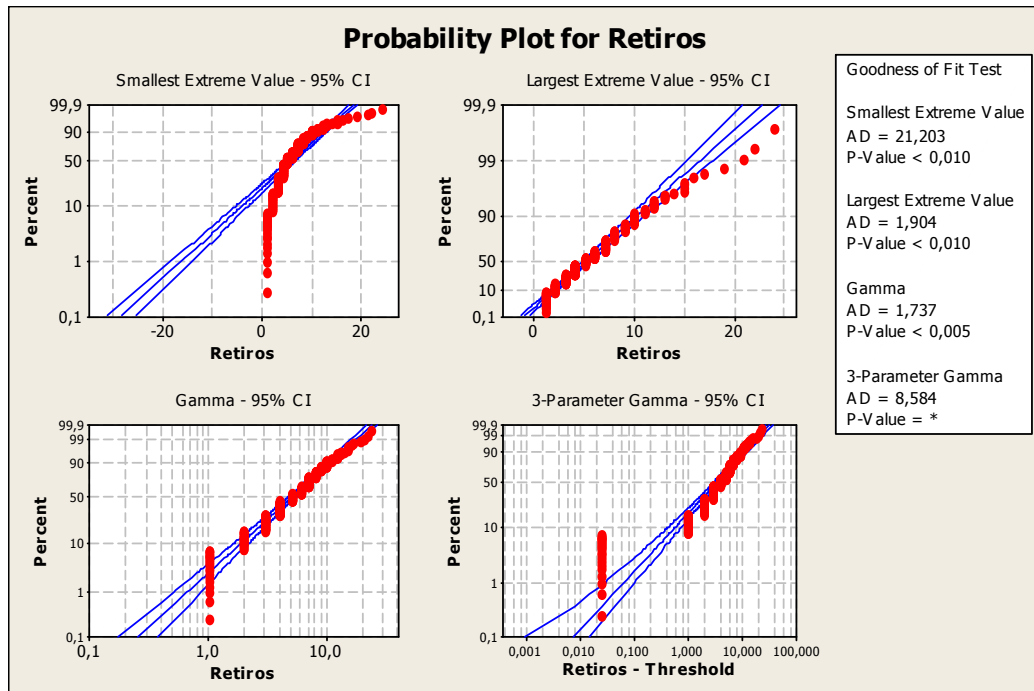 Probability Plot for Retiros
Smallest Extreme Value - 95% CI
99,9
90
50
10
1
0,1
-20
0
20
Percent
Retiros
Largest Extreme Value - 95% CI
99,9
99
90
50
10
0,1
0
10
20
Percent
Retiros
Gamma - 95% CI
99,9
99
90
50
10
1
0,1
0,1
1,0
10,0
Percent
Retiros
3-Parameter Gamma - 95% CI
99,9
99
90
50
10
1
0,1
0,001
0,010
0,100
1,000
10,000
100,000
Percent
Retiros - Threshold
Goodness of Fit Test
Smallest Extreme Value
AD = 21,203
P-Value < 0,010
Largest Extreme Value
AD = 1,904
P-Value < 0,010
Gamma
AD = 1,737
P-Value < 0,005
3-Parameter Gamma
AD = 8,584
P-Value = *